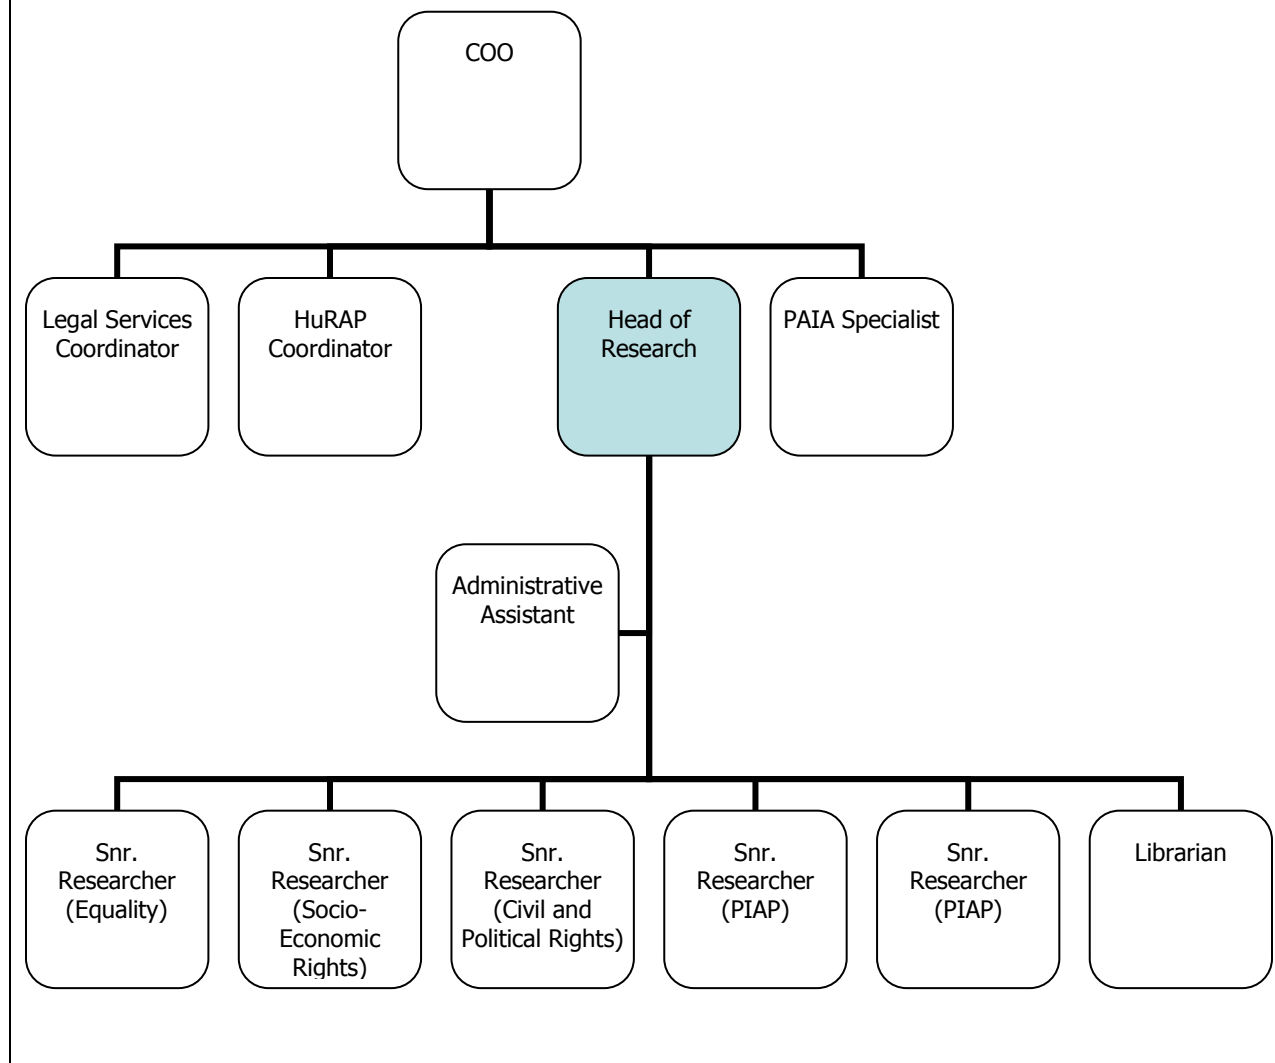 COO
Legal Services
Coordinator
HuRAP
Coordinator
Head of
Research
PAIA Specialist
Administrative
Assistant
Snr.
Researcher
(Equality)
Snr.
Researcher
(Socio-
Economic
Rights)
Snr.
Researcher
(Civil and
Political Rights)
Snr.
Researcher
(PIAP)
Snr.
Researcher
(PIAP)
Librarian